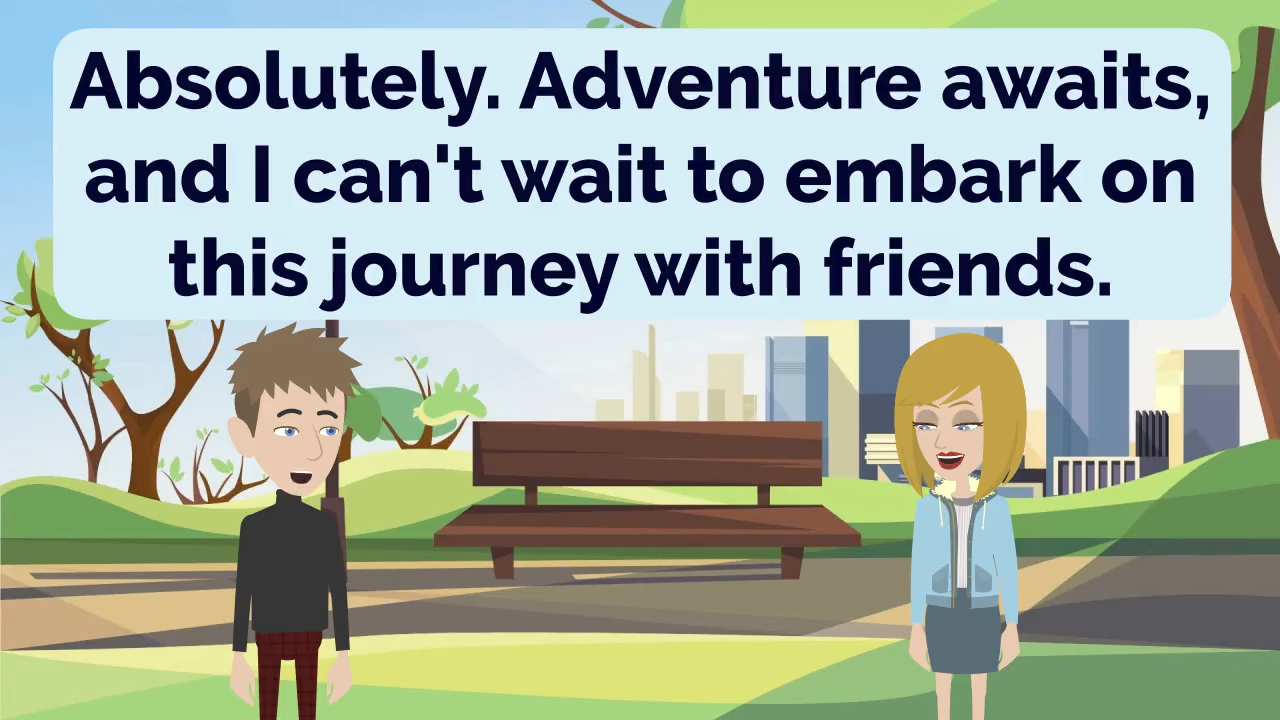 Absolutely. Adventure awaits,
and I can't wait to embark on
this journey with friends.